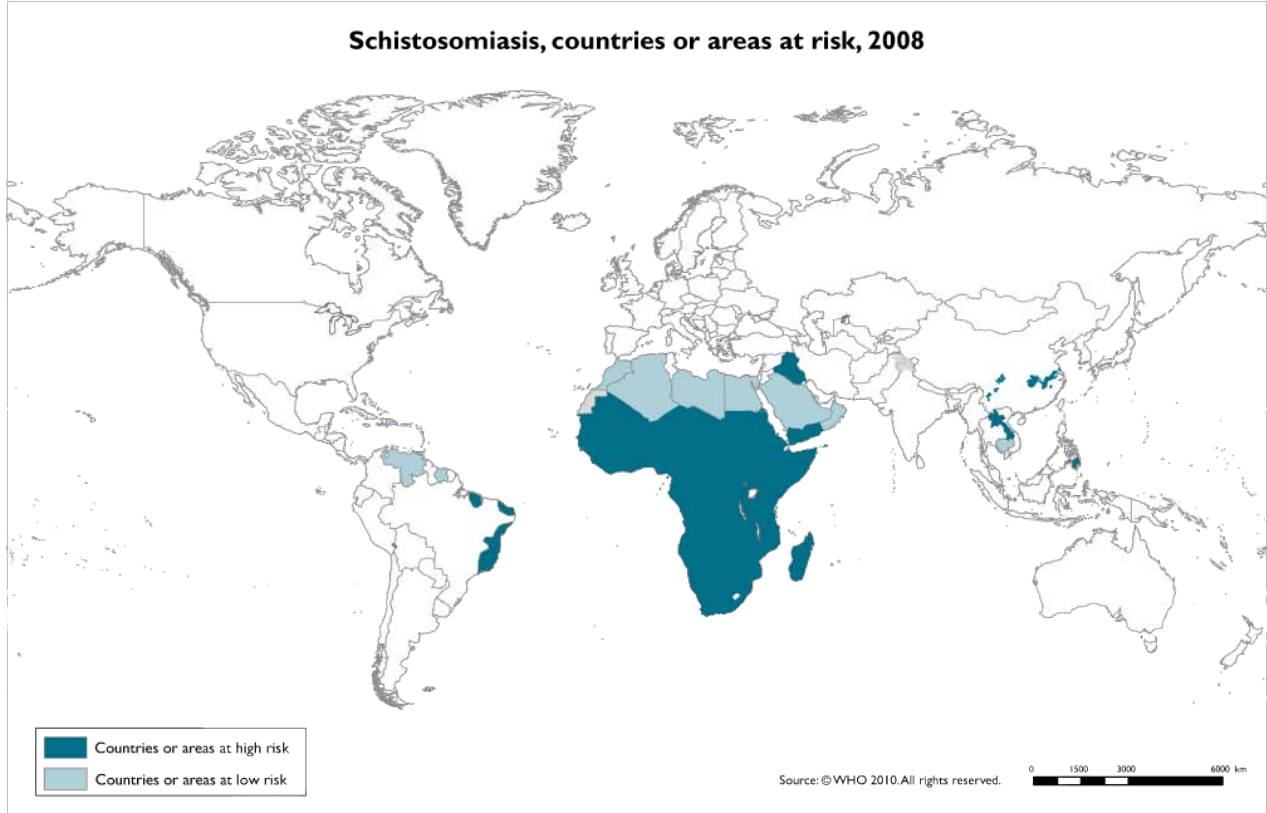 Schistosomiasis, countries or areas at risk, 2008
Countries or areas at high risk
Countries or areas at low risk
Source: © WHO 2010. All rights reserved.
0 1500 3000 6000 km